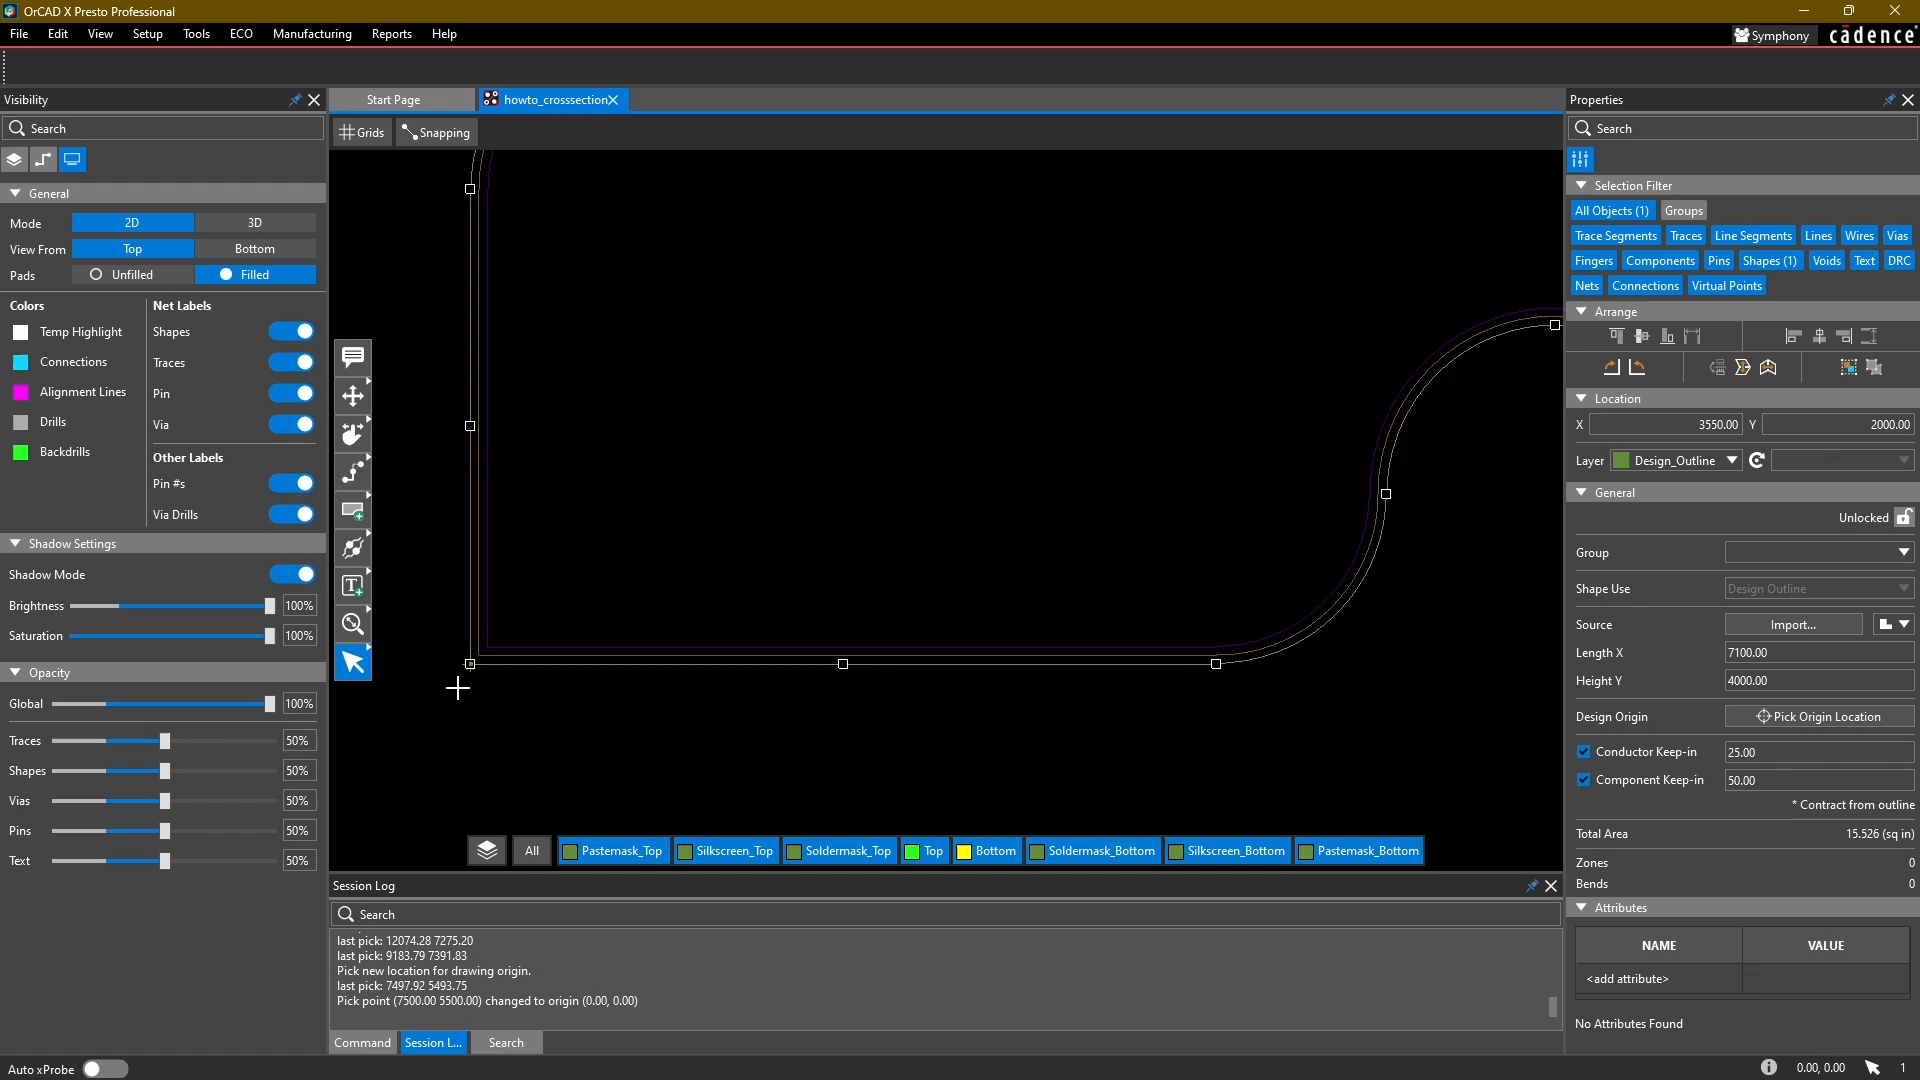 OrCAD X Presto Professional
File Edit View Setup Tools ECO Manufacturing Reports Help
Symphony cādence
Visibility
Search
General
Mode 2D 3D
View From Top Bottom
Pads Unfilled Filled
Colors
Temp Highlight
Connections
Alignment Lines
Drills
Backdrills
Net Labels
Shapes
Traces
Pin
Via
Other Labels
Pin #s
Via Drills
Shadow Settings
Shadow Mode
Brightness 100%
Saturation 100%
Opacity
Global 100%
Traces 50%
Shapes 50%
Vias 50%
Pins 50%
Text 50%
Auto xProbe
Start Page howto_crosssection
Grids Snapping
All Pastemask_Top Silkscreen_Top Soldermask_Top Top Bottom Soldermask_Bottom Silkscreen_Bottom Pastemask_Bottom
Session Log
Search
last pick: 12074.28 7275.20
last pick: 9183.79 7391.83
Pick new location for drawing origin.
last pick: 7497.92 5493.75
Pick point (7500.00 5500.00) changed to origin (0.00, 0.00)
Command Session L... Search
Properties
Search
Selection Filter
All Objects (1) Groups
Trace Segments Traces Line Segments Lines Wires Vias
Fingers Components Pins Shapes (1) Voids Text DRC
Nets Connections Virtual Points
Arrange
Location
X 3550.00 Y 2000.00
Layer Design_Outline
General
Unlocked
Group
Shape Use Design Outline
Source Import...
Length X 7100.00
Height Y 4000.00
Design Origin Pick Origin Location
Conductor Keep-in 25.00
Component Keep-in 50.00
* Contract from outline
Total Area 15.526 (sq in)
Zones 0
Bends 0
Attributes
NAME VALUE
<add attribute>
No Attributes Found
0.00, 0.00 1